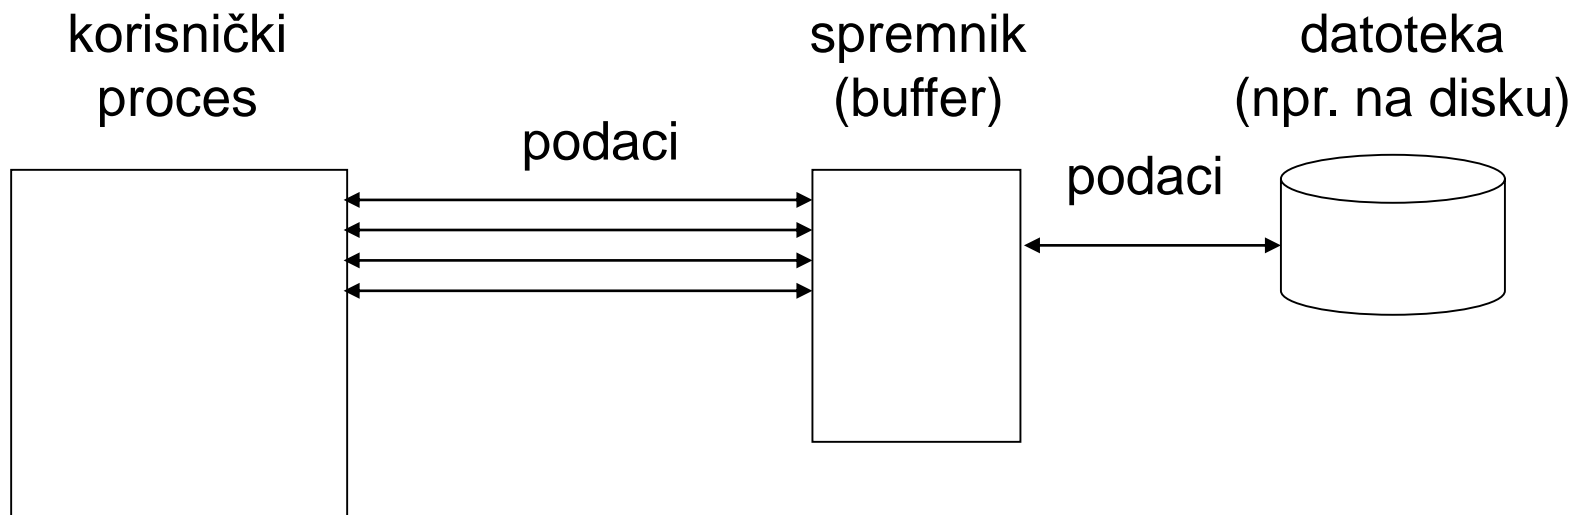 korisnički
proces
podaci
spremnik
(buffer)
podaci
datoteka
(npr. na disku)